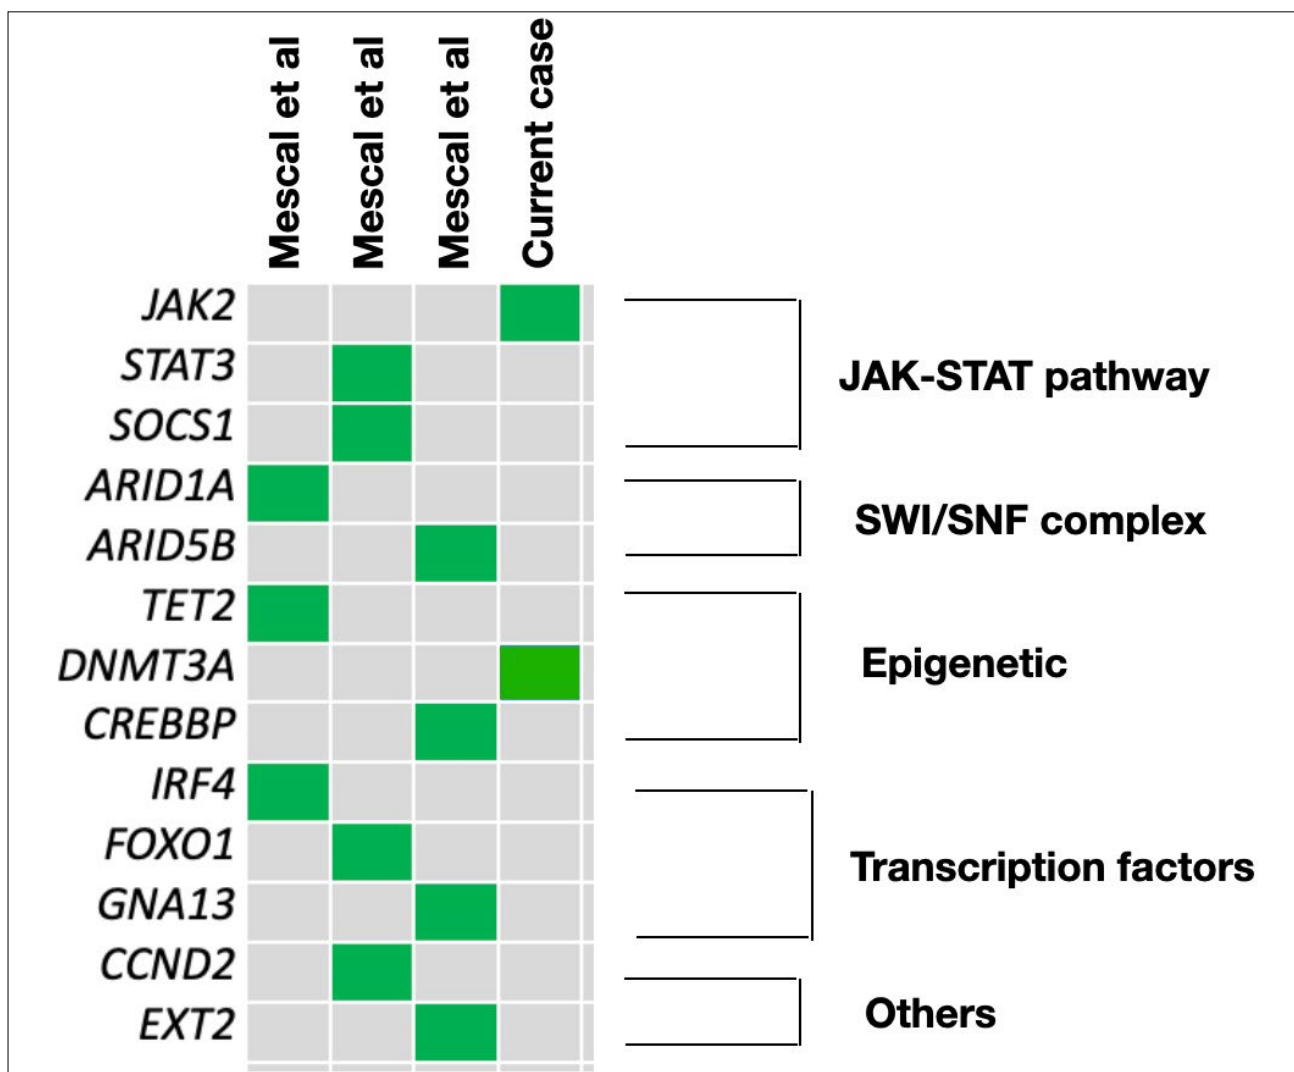 Mescal et al
Mescal et al
Mescal et al
Current case
JAK2
STAT3
SOCS1
ARID1A
ARID5B
TET2
DNMT3A
CREBBP
IRF4
FOXO1
GNA13
CCND2
EXT2
JAK-STAT pathway
SWI/SNF complex
Epigenetic
Transcription factors
Others